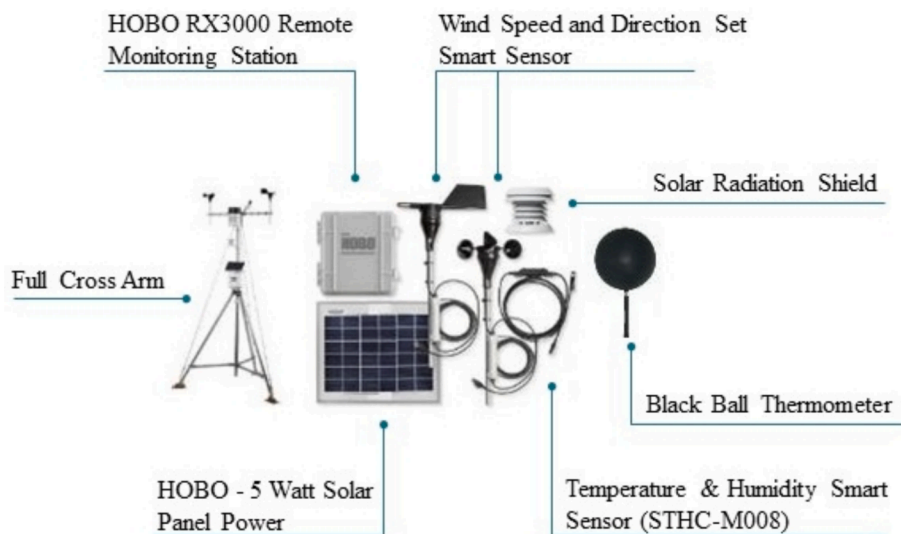 HOBO RX3000 Remote
Monitoring Station
Wind Speed and Direction Set
Smart Sensor
Solar Radiation Shield
HOBO
Full Cross Arm
Black Ball Thermometer
HOBO - 5 Watt Solar
Panel Power
Temperature & Humidity Smart
Sensor (STHC-M008)